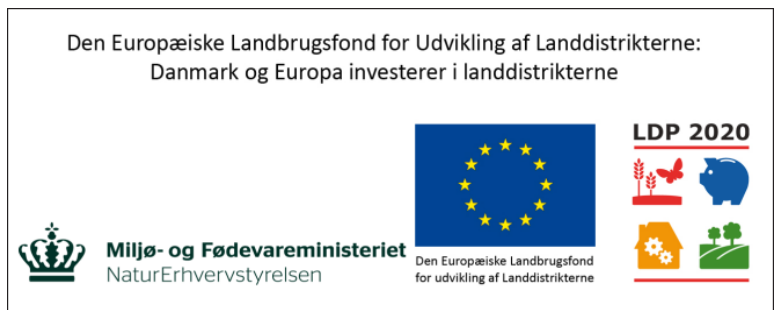 Den Europæiske Landbrugsfond for Udvikling af Landdistrikterne:
Danmark og Europa investerer i landdistrikterne
LDP 2020
Miljø- og Fødevareministeriet
NaturErhvervstyrelsen
Den Europæiske Landbrugsfond
for udvikling af Landdistrikterne